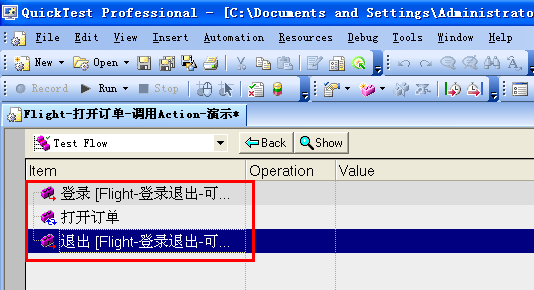 QuickTest Professional - [C:\Documents and Settings\Administrato
File Edit View Insert Automation Resources Debug Tools Window Help
New Open
Record Run Stop
Flight-打开订单-调用Action-演示*
Test Flow Back Show
Item Operation Value
登录 [Flight-登录退出-可...
打开订单
退出 [Flight-登录退出-可...